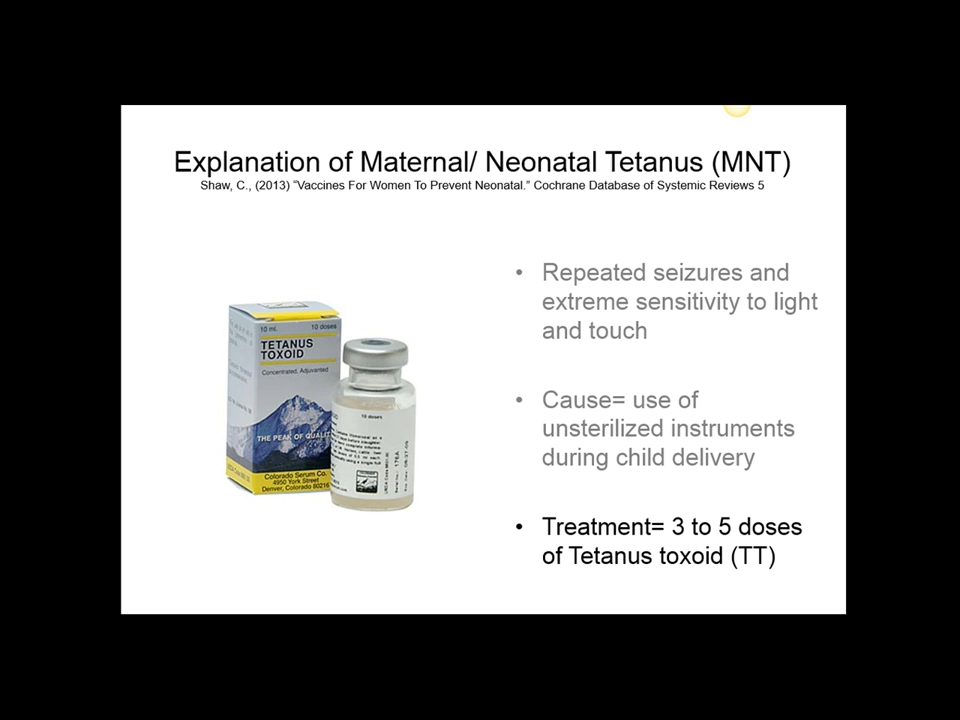 Explanation of Maternal/ Neonatal Tetanus (MNT)
Shaw, C., (2013) “Vaccines For Women To Prevent Neonatal.” Cochrane Database of Systemic Reviews 5
• Repeated seizures and
extreme sensitivity to light
and touch
• Cause= use of
unsterilized instruments
during child delivery
• Treatment= 3 to 5 doses
of Tetanus toxoid (TT)
10 ml. 10 doses
TETANUS
TOXOID
Concentrated, Adjuvanted
THE PEAK OF QUALIT
Colorado Serum Co.
4950 York Street
Denver, Colorado 80216
10 doses